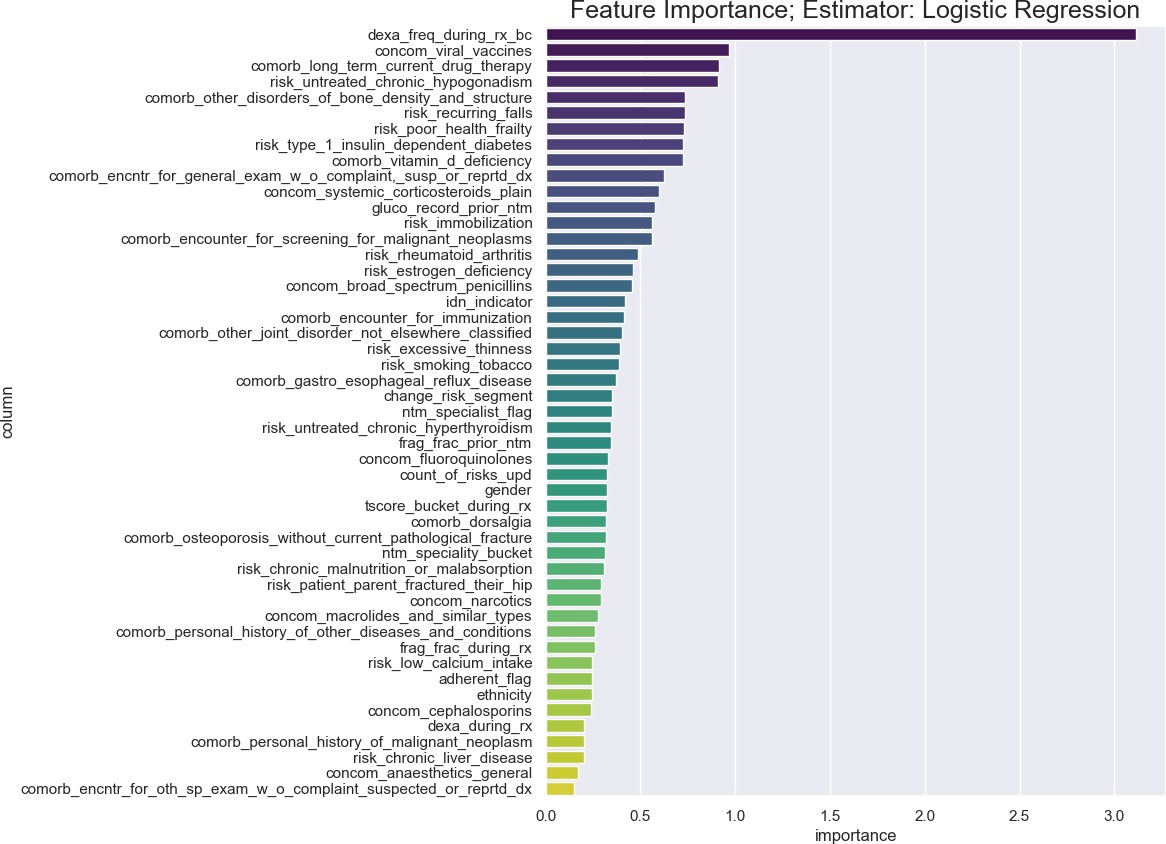 Feature Importance; Estimator: Logistic Regression
dexa_freq_during_rx_bc
concom_viral_vaccines
comorb_long_term_current_drug_therapy
risk_untreated_chronic_hypogonadism
comorb_other_disorders_of_bone_density_and_structure
risk_recurring_falls
risk_poor_health_frailty
risk_type_1_insulin_dependent_diabetes
comorb_vitamin_d_deficiency
comorb_encntr_for_general_exam_w_o_complaint,_susp_or_reprtd_dx
concom_systemic_corticosteroids_plain
gluco_record_prior_ntm
risk_immobilization
comorb_encounter_for_screening_for_malignant_neoplasms
risk_rheumatoid_arthritis
risk_estrogen_deficiency
concom_broad_spectrum_penicillins
idn_indicator
comorb_encounter_for_immunization
comorb_other_joint_disorder_not_elsewhere_classified
risk_excessive_thinness
risk_smoking_tobacco
comorb_gastro_esophageal_reflux_disease
change_risk_segment
ntm_specialist_flag
risk_untreated_chronic_hyperthyroidism
frag_frac_prior_ntm
concom_fluoroquinolones
count_of_risks_upd
gender
tscore_bucket_during_rx
comorb_dorsalgia
comorb_osteoporosis_without_current_pathological_fracture
ntm_speciality_bucket
risk_chronic_malnutrition_or_malabsorption
risk_patient_parent_fractured_their_hip
concom_narcotics
concom_macrolides_and_similar_types
comorb_personal_history_of_other_diseases_and_conditions
frag_frac_during_rx
risk_low_calcium_intake
adherent_flag
ethnicity
concom_cephalosporins
dexa_during_rx
comorb_personal_history_of_malignant_neoplasm
risk_chronic_liver_disease
concom_anaesthetics_general
comorb_encntr_for_oth_sp_exam_w_o_complaint_suspected_or_reprtd_dx
column
0.0 0.5 1.0 1.5 2.0 2.5 3.0
importance